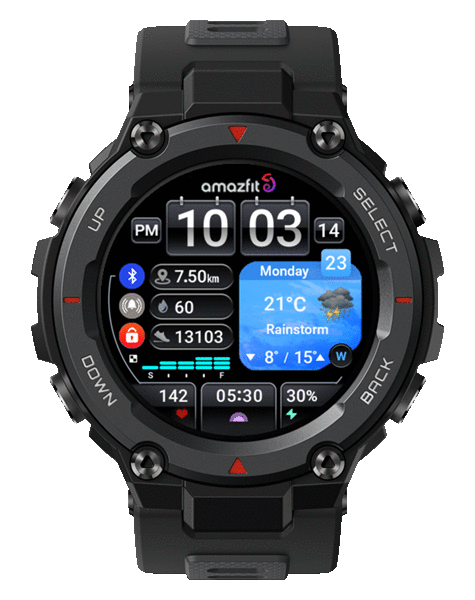 amazfit
UP
SELECT
PM 10 03 14
Monday 23
7.50km
21°C
60
Rainstorm
13103
8° / 15° W
S F
DOWN
BACK
142 05:30 30%